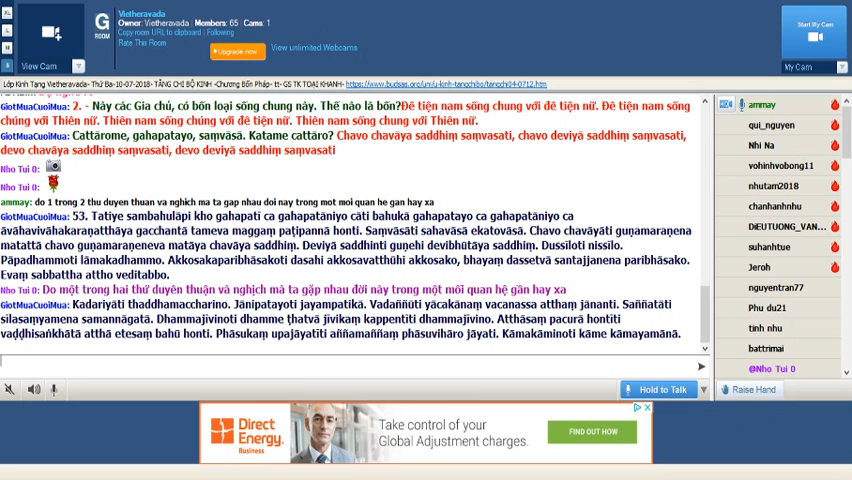 Vietheravada
Owner: Vietheravada | Members: 65 | Cams: 1
Copy room URL to clipboard | Following
Rate This Room
Upgrade now
View unlimited Webcams
G
ROOM
XL
L
M
S
View Cam
Start My Cam
My Cam
Lớp Kinh Tạng Vietheravada- Thứ Ba-10-07-2018- TĂNG CHI BỘ KINH -Chương Bốn Pháp- tt- GS TK TOẠI KHANH- https://www.budsas.org/uni/u-kinh-tangchibo/tangchi04-0712.htm
GiotMuaCuoiMua: 2. - Này các Gia chủ, có bốn loại sống chung này. Thế nào là bốn?Đê tiện nam sống chung với đê tiện nữ. Đê tiện nam sống
chúng với Thiên nữ. Thiên nam sống chúng với đê tiện nữ. Thiên nam sống chung với Thiên nữ.
GiotMuaCuoiMua: Cattārome, gahapatayo, saṃvāsā. Katame cattāro? Chavo chavāya saddhiṃ saṃvasati, chavo deviyā saddhiṃ saṃvasati,
devo chavāya saddhiṃ saṃvasati, devo deviyā saddhiṃ saṃvasati
Nho Tui 0:
Nho Tui 0:
ammay: do 1 trong 2 thu duyen thuan va nghich ma ta gap nhau doi nay trong mot moi quan he gan hay xa
GiotMuaCuoiMua: 53. Tatiye sambahulāpi kho gahapatī ca gahapatāniyo cāti bahukā gahapatayo ca gahapatāniyo ca
āvāhavivāhakaraṇatthāya gacchantā tameva maggaṃ paṭipannā honti. Saṃvāsāti sahavāsā ekatovāsā. Chavo chavāyāti guṇamaraṇena
matattā chavo guṇamaraṇeneva matāya chavāya saddhiṃ. Deviyā saddhinti guṇehi devibhūtāya saddhiṃ. Dussīloti nissīlo.
Pāpadhammoti lāmakadhammo. Akkosakaparibhāsakoti dasahi akkosavatthūhi akkosako, bhayaṃ dassetvā santajjanena paribhāsako.
Evaṃ sabbattha attho veditabbo.
Nho Tui 0: Do một trong hai thứ duyên thuận và nghịch mà ta gặp nhau đời này trong một mối quan hệ gần hay xa
GiotMuaCuoiMua: Kadariyāti thaddhamaccharino. Jānipatayoti jayampatikā. Vadaññūti yācakānaṃ vacanassa atthaṃ jānanti. Saññatāti
sīlasaṃyamena samannāgatā. Dhammajīvinoti dhamme ṭhatvā jīvikaṃ kappentīti dhammajīvino. Atthāsaṃ pacurā hontīti
vaḍḍhisaṅkhātā atthā etesaṃ bahū honti. Phāsukaṃ upajāyatīti aññamaññaṃ phāsuvihāro jāyati. Kāmakāminoti kāme kāmayamānā.
ammay
qui_nguyen
Nhi Na
vohinhvobong11
nhutam2018
chanhanhnhu
DiEUTUONG_VAN...
suhanhtue
Jeroh
nguyentran77
Phu du21
tinh nhu
battrimai
@Nho Tui 0
Hold to Talk
Raise Hand
Direct
Energy.
Business
Take control of your
Global Adjustment charges.
FIND OUT HOW